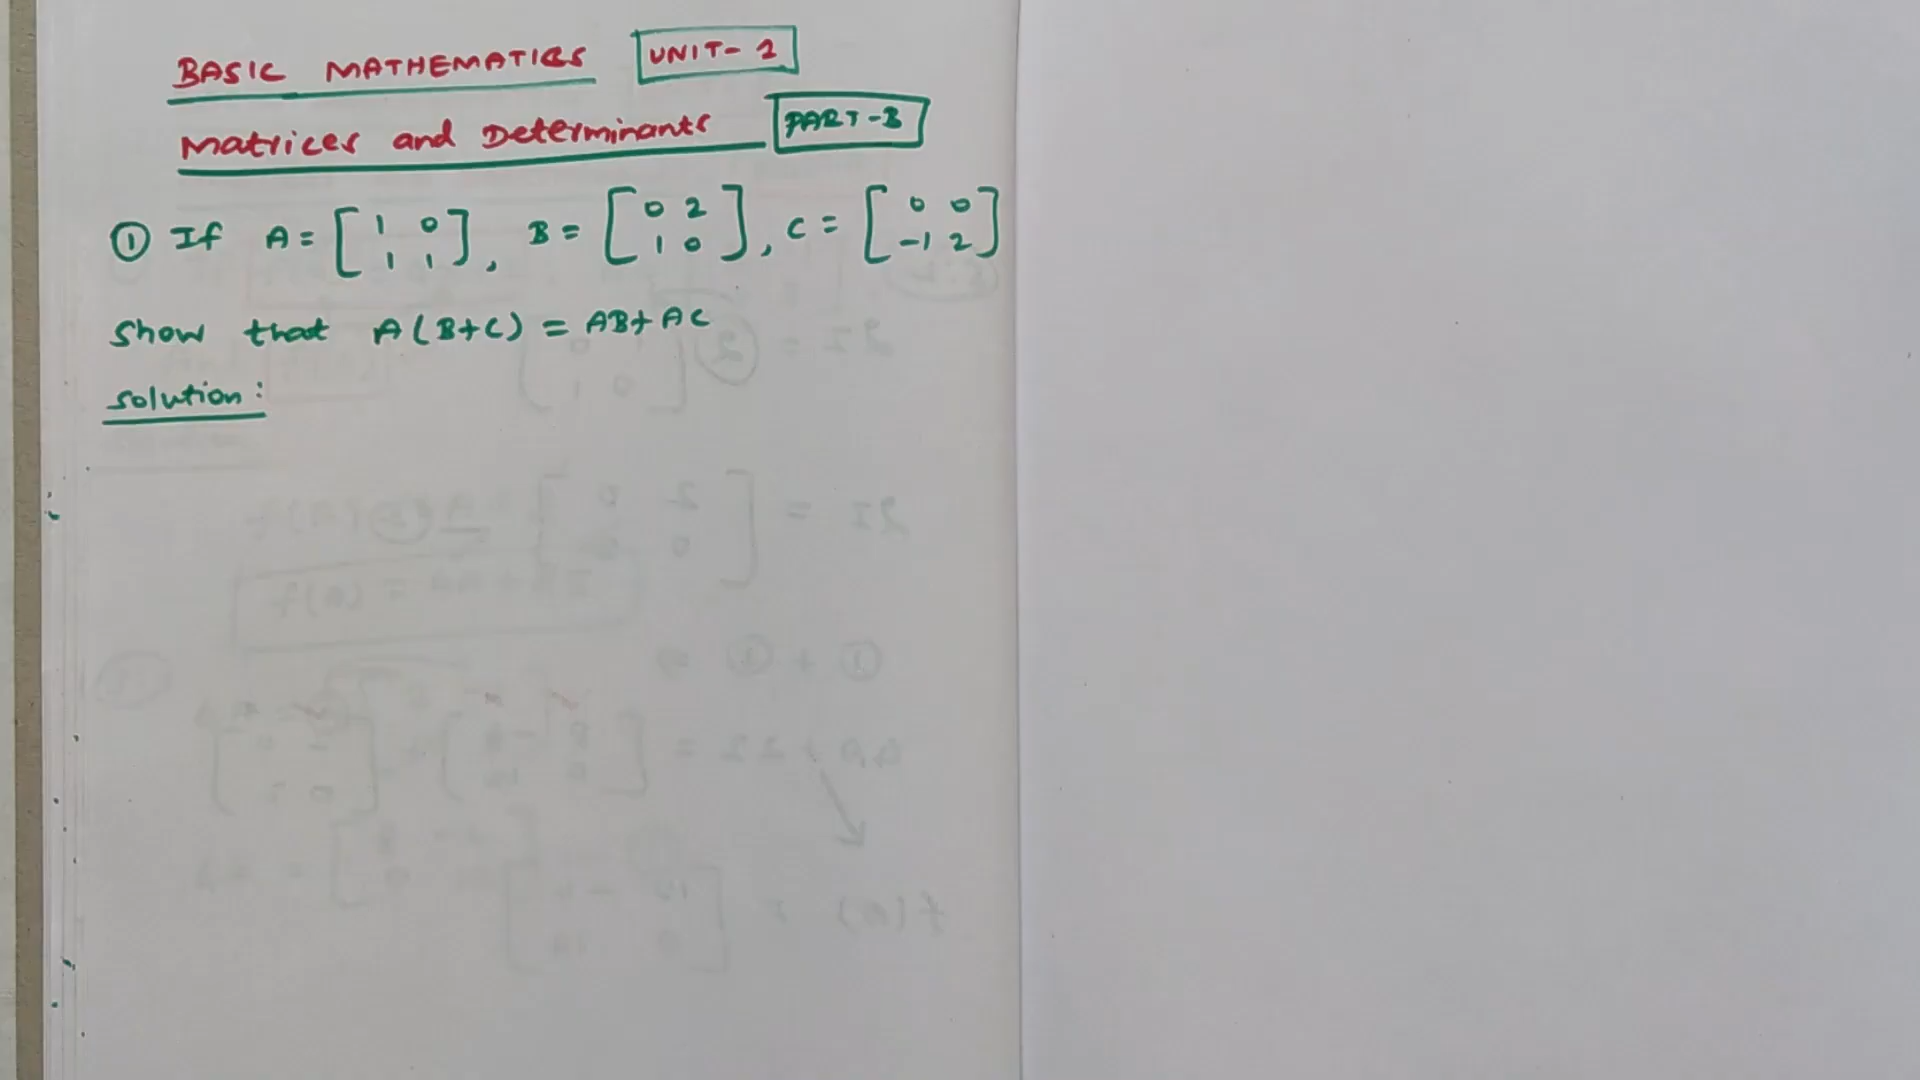 BASIC MATHEMATICS UNIT-1
Matrices and Determinants PART-B
① If A = [ 1 0 1 1 ], B = [ 0 2 1 0 ], C = [ 0 0 -1 2 ]
Show that A(B+C) = AB+AC
Solution: